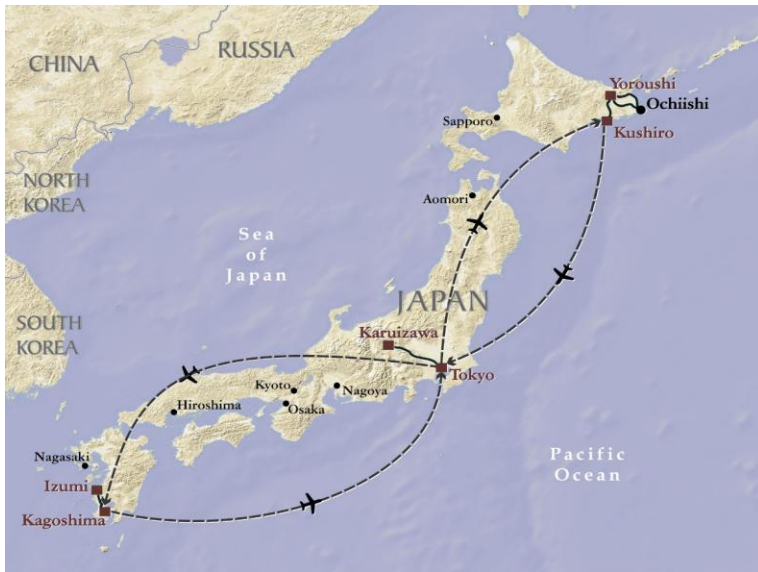 CHINA
RUSSIA
Yoroushi
Ochiishi
Sapporo
Kushiro
NORTH
KOREA
Aomori
Sea
of
Japan
JAPAN
SOUTH
KOREA
Karuizawa
Tokyo
Kyoto
Nagoya
Hiroshima
Osaka
Nagasaki
Pacific
Ocean
Izumi
Kagoshima